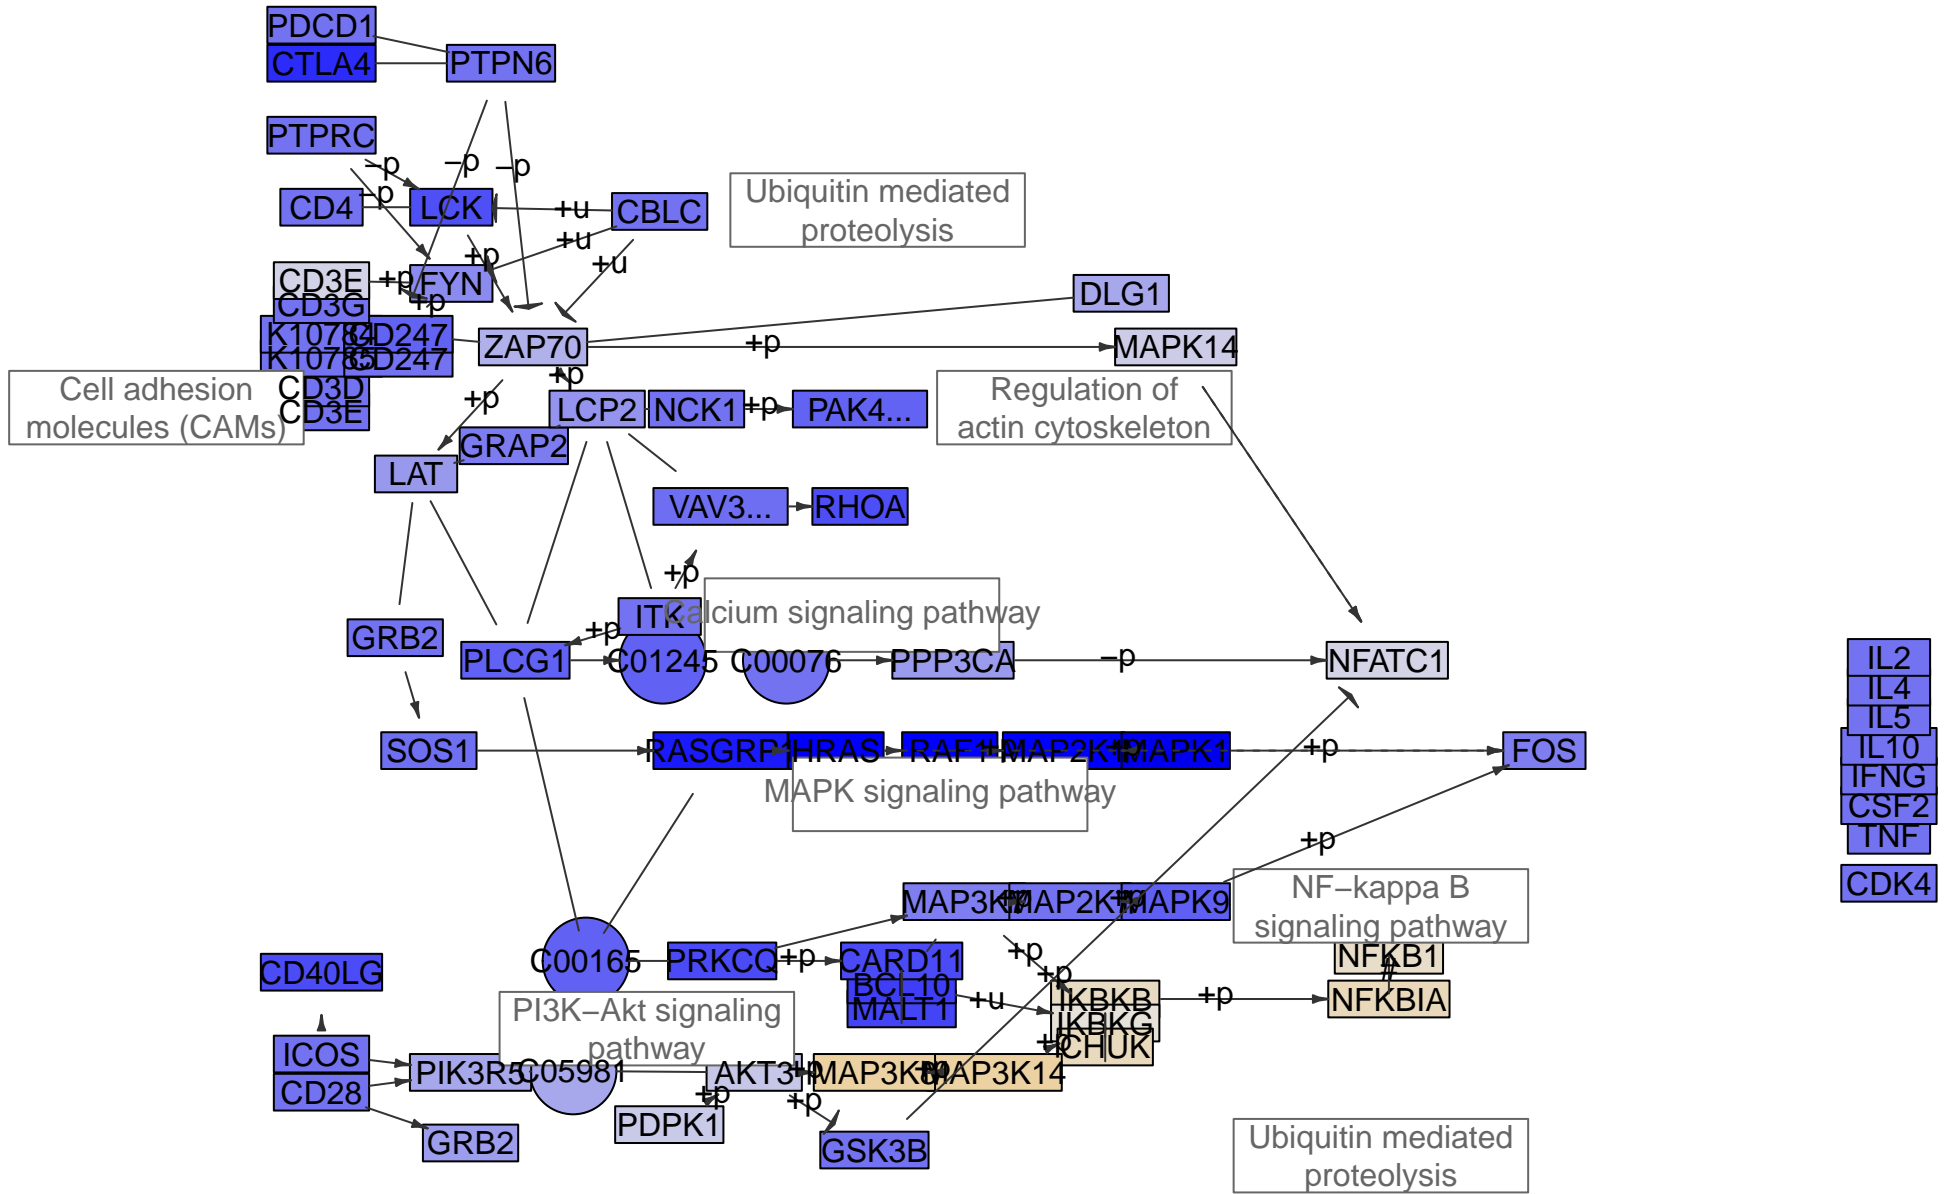 PDCD1
CTLA4
PTPN6
PTPRC
–p
–p
–p
–p
CD4
LCK
+u
CBLC
Ubiquitin mediated
proteolysis
+u
+u
+p
CD3E
+p
FYN
+p
CD3G
DLG1
CD247
ZAP70
+p
MAPK14
CD247
+p
CD3D
CD3E
Cell adhesion
molecules (CAMs)
+p
LCP2
NCK1
+p
PAK4...
Regulation of
actin cytoskeleton
GRAP2
LAT
VAV3...
RHOA
+p
ITK
Calcium signaling pathway
+p
GRB2
PLCG1
C01245
C00076
PPP3CA
–p
NFATC1
IL2
IL4
IL5
IL10
IFNG
CSF2
TNF
CDK4
SOS1
RASGRP1
HRAS
RAF1
MAPK1
+p
FOS
MAPK signaling pathway
+p
MAPK9
NF–kappa B
signaling pathway
C00165
PRKCQ
+p
CARD11
+p
+p
NFKB1
CD40LG
BCL10
MALT1
+u
IKBKB
IKBKG
CHUK
+p
NFKBIA
PI3K–Akt signaling
pathway
ICOS
CD28
PIK3R5
C05981
AKT3
MAP3K14
+p
+p
PDPK1
GRB2
GSK3B
Ubiquitin mediated
proteolysis